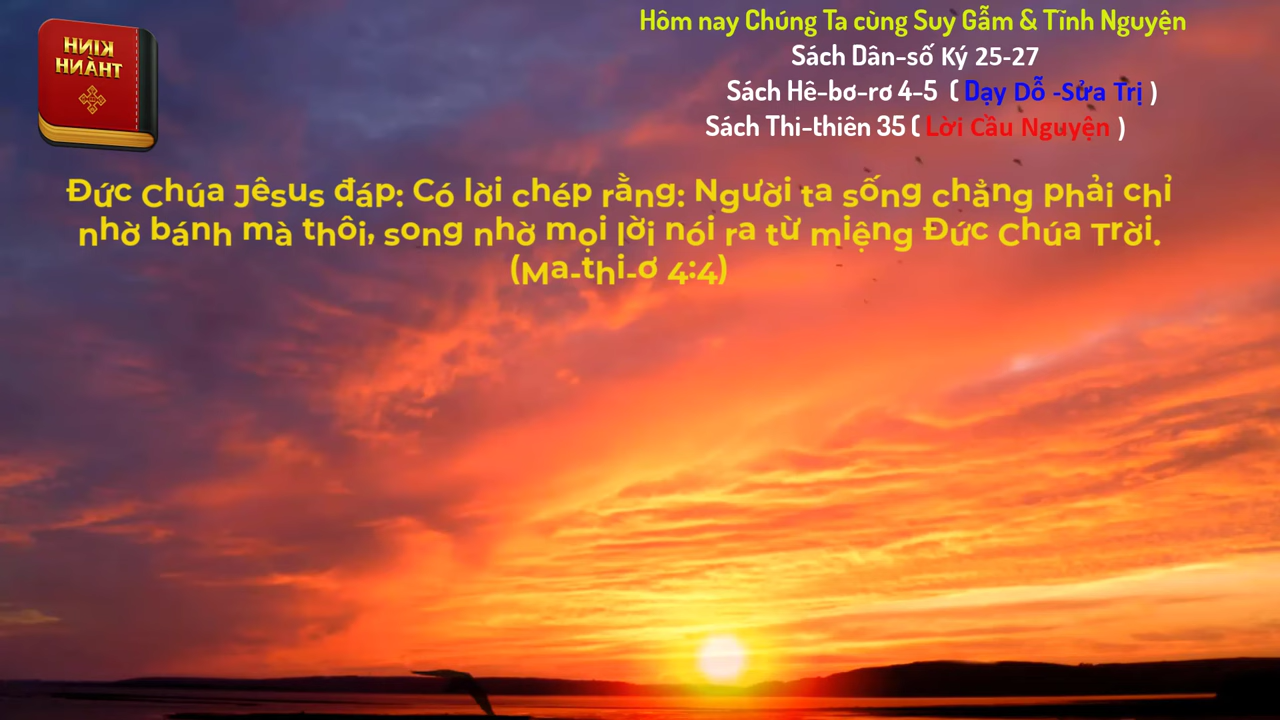 KINH
THÀNH
Hôm nay Chúng Ta cùng Suy Gẫm & Tĩnh Nguyện
Sách Dân-số Ký 25-27
Sách Hê-bơ-rơ 4-5 ( Dạy Dỗ -Sửa Trị )
Sách Thi-thiên 35 ( Lời Cầu Nguyện )
Đức Chúa Jêsus đáp: Có lời chép rằng: Người ta sống chẳng phải chỉ
nhờ bánh mà thôi, song nhờ mọi lời nói ra từ miệng Đức Chúa Trời.
(Ma-thi-ơ 4:4)